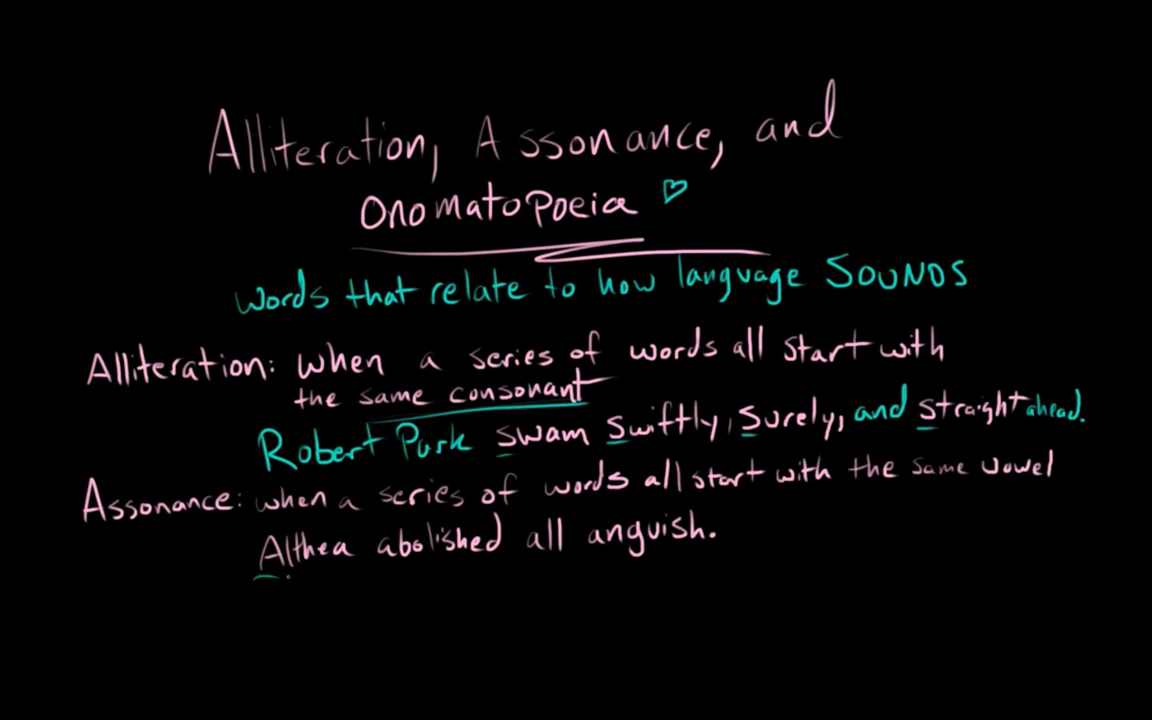 Alliteration, Assonance, and
Onomatopoeia ♡
words that relate to how language SOUNDS
Alliteration: when a series of words all start with
the same consonant
Robert Park swam swiftly, surely, and straight ahead.
Assonance: when a series of words all start with the same vowel
Althea abolished all anguish.